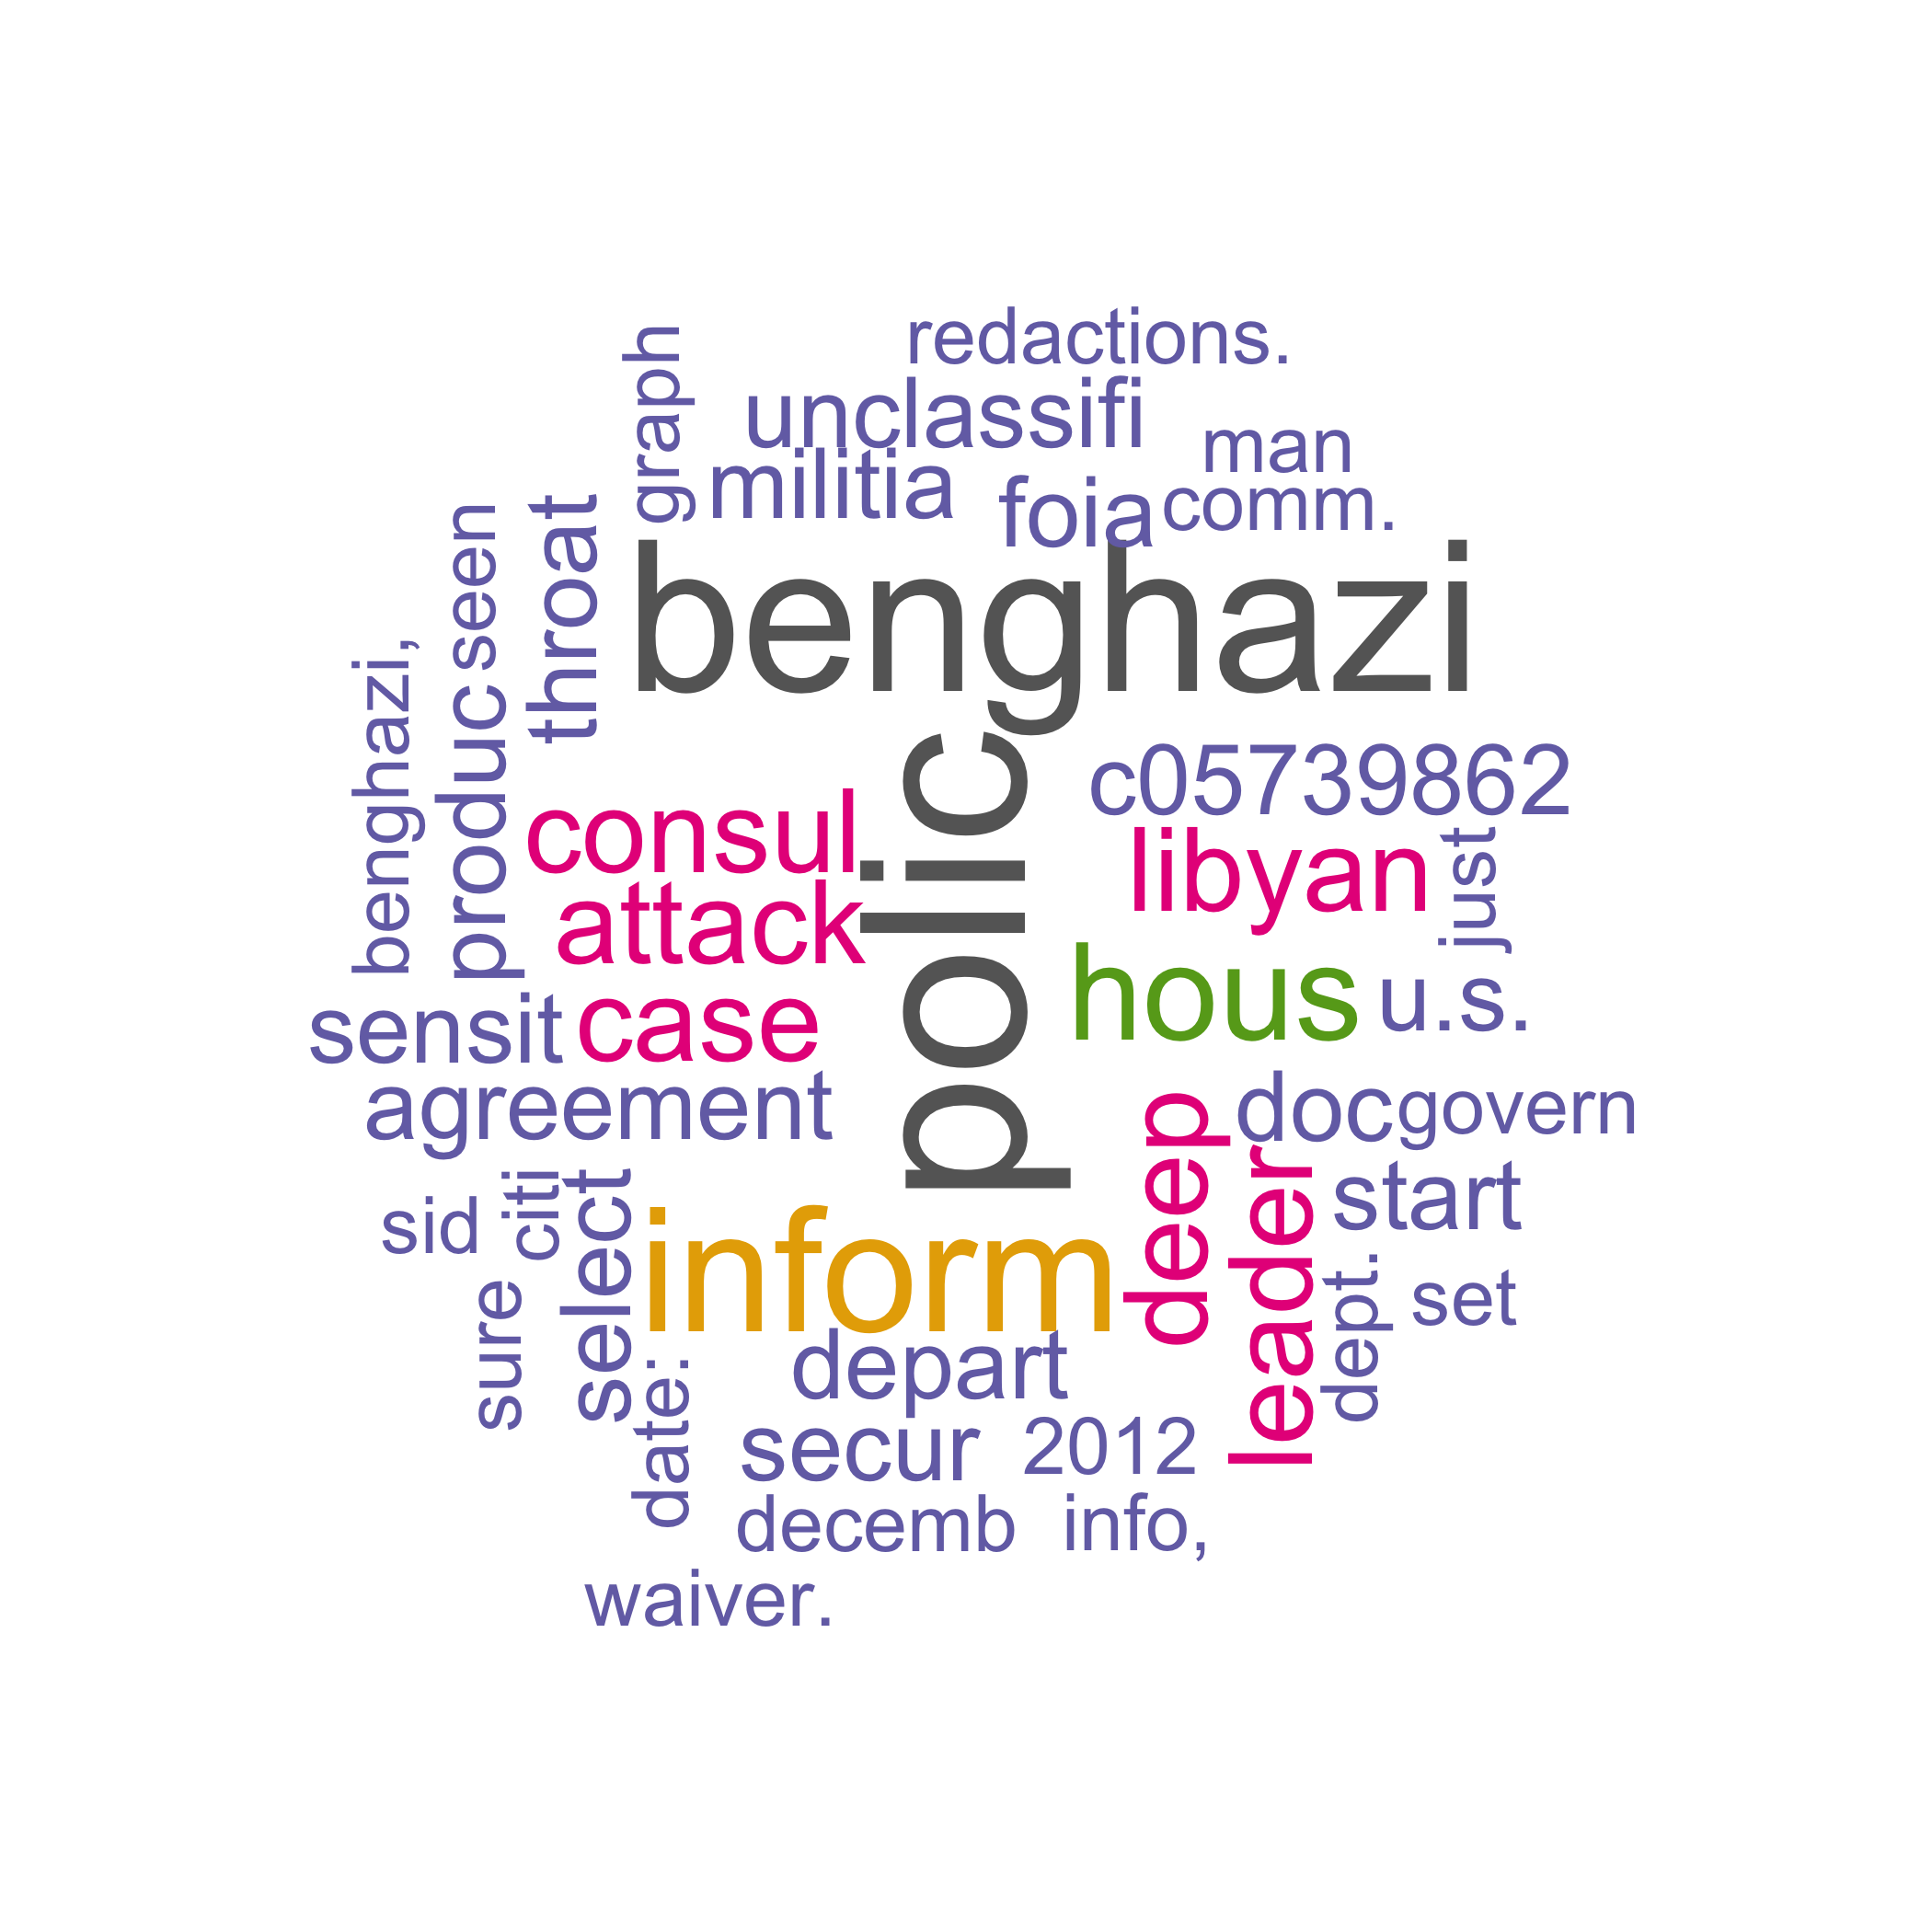 redactions.
graph
unclassifi
man
militia
foia
comm.
seen
throat
benghazi
benghazi,
produc
polic
c05739862
consul
libyan
just
attack
hous
u.s.
sensit
case
agreement
deep
doc
govern
leader
start
sid
citi
select
inform
dept.
set
sure
date:
depart
secur
2012
decemb
info,
waiver.